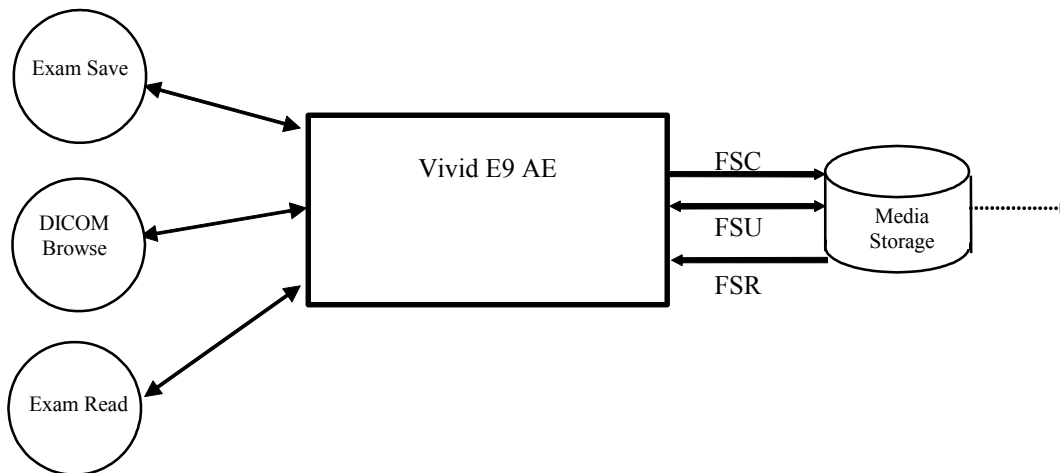 Exam Save
DICOM
Browse
Exam Read
Vivid E9 AE
FSC
FSU
FSR
Media
Storage